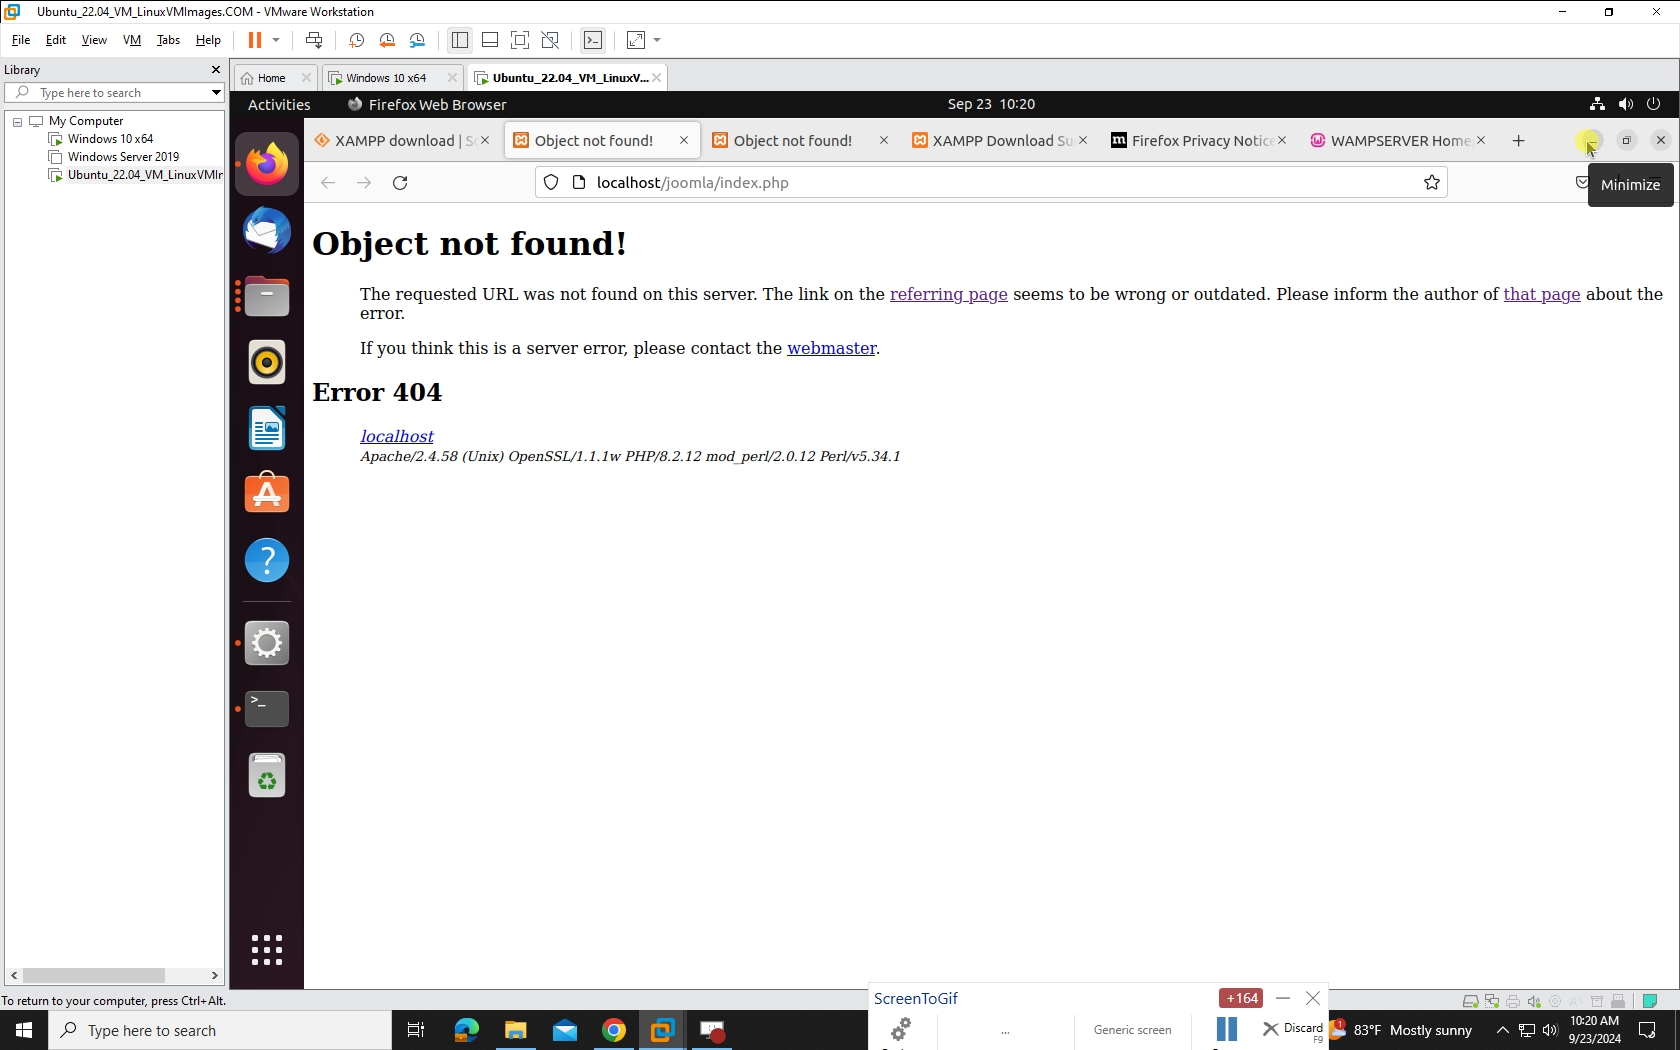 Ubuntu_22.04_VM_LinuxVMImages.COM - VMware Workstation
File Edit View VM Tabs Help
Library
Type here to search
My Computer
Windows 10 x64
Windows Server 2019
Ubuntu_22.04_VM_LinuxVMIr
Home
Windows 10 x64
Ubuntu_22.04_VM_LinuxV...
Activities
Firefox Web Browser
Sep 23 10:20
XAMPP download | So
Object not found!
Object not found!
XAMPP Download Su
Firefox Privacy Notice
WAMPSERVER Home
localhost/joomla/index.php
Minimize
Object not found!
The requested URL was not found on this server. The link on the referring page seems to be wrong or outdated. Please inform the author of that page about the
error.
If you think this is a server error, please contact the webmaster.
Error 404
localhost
Apache/2.4.58 (Unix) OpenSSL/1.1.1w PHP/8.2.12 mod_perl/2.0.12 Perl/v5.34.1
To return to your computer, press Ctrl+Alt.
ScreenToGif
+164
...
Generic screen
Discard
F9
Type here to search
1
83°F Mostly sunny
10:20 AM
9/23/2024